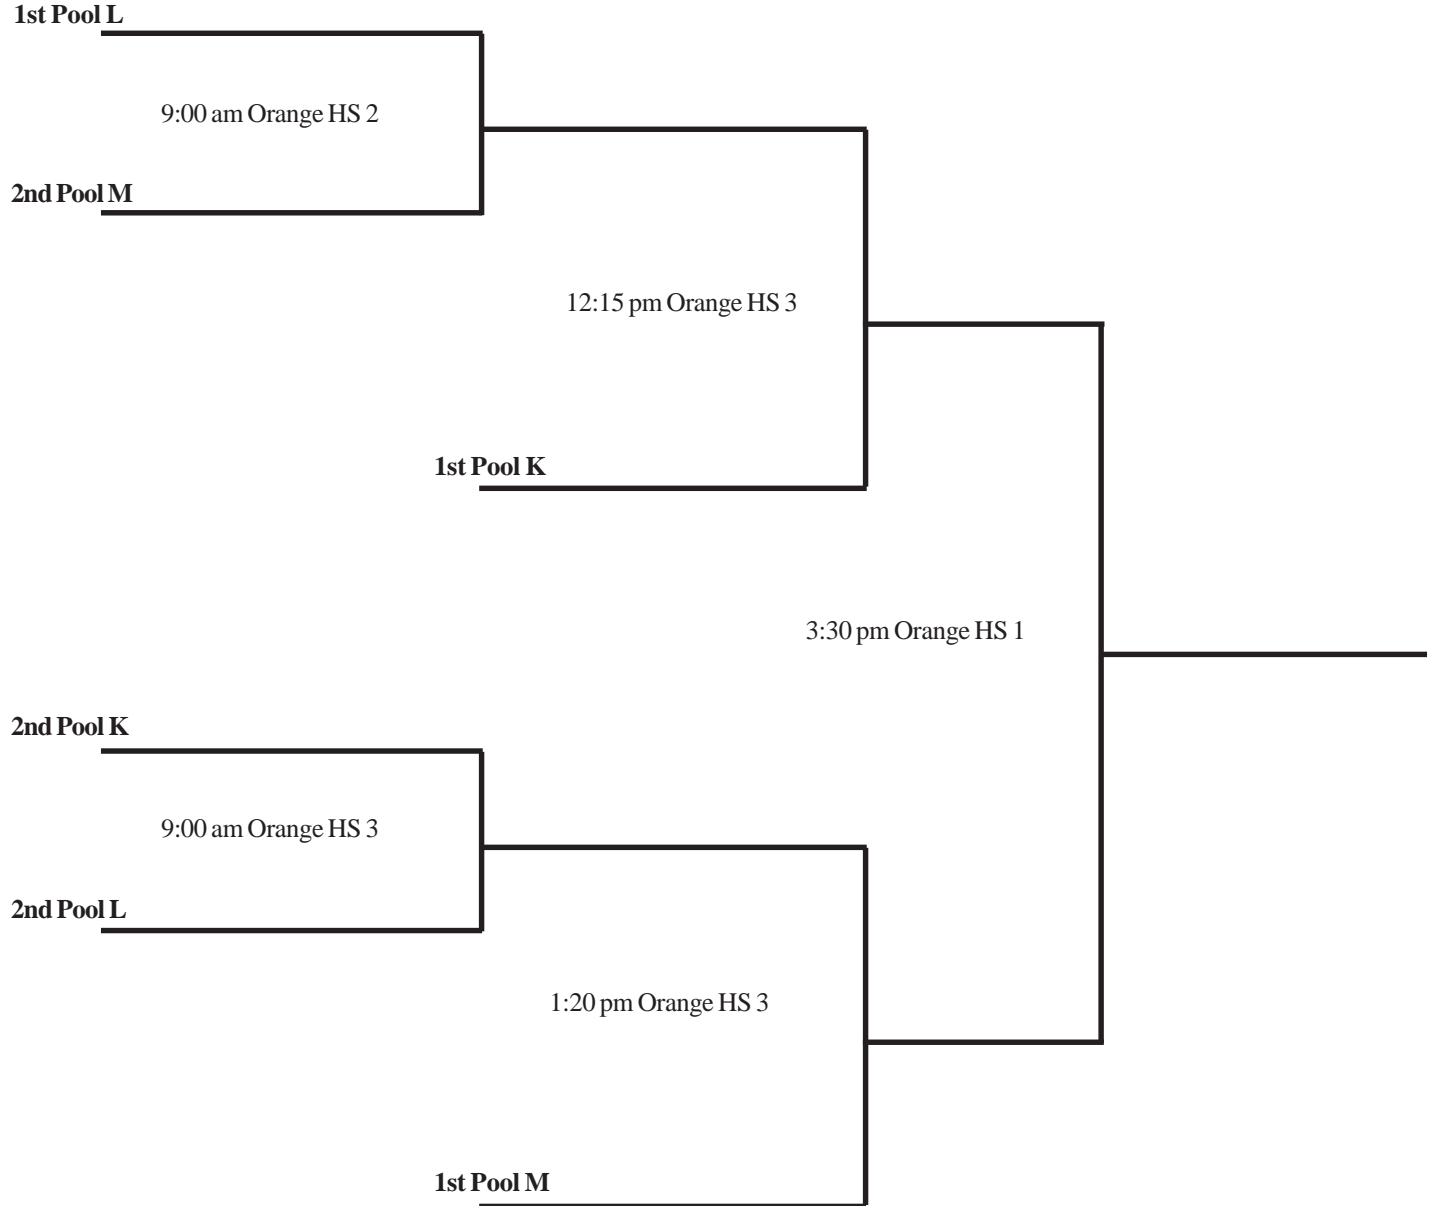 1st Pool L
9:00 am Orange HS 2
2nd Pool M
12:15 pm Orange HS 3
1st Pool K
3:30 pm Orange HS 1
2nd Pool K
9:00 am Orange HS 3
2nd Pool L
1:20 pm Orange HS 3
1st Pool M